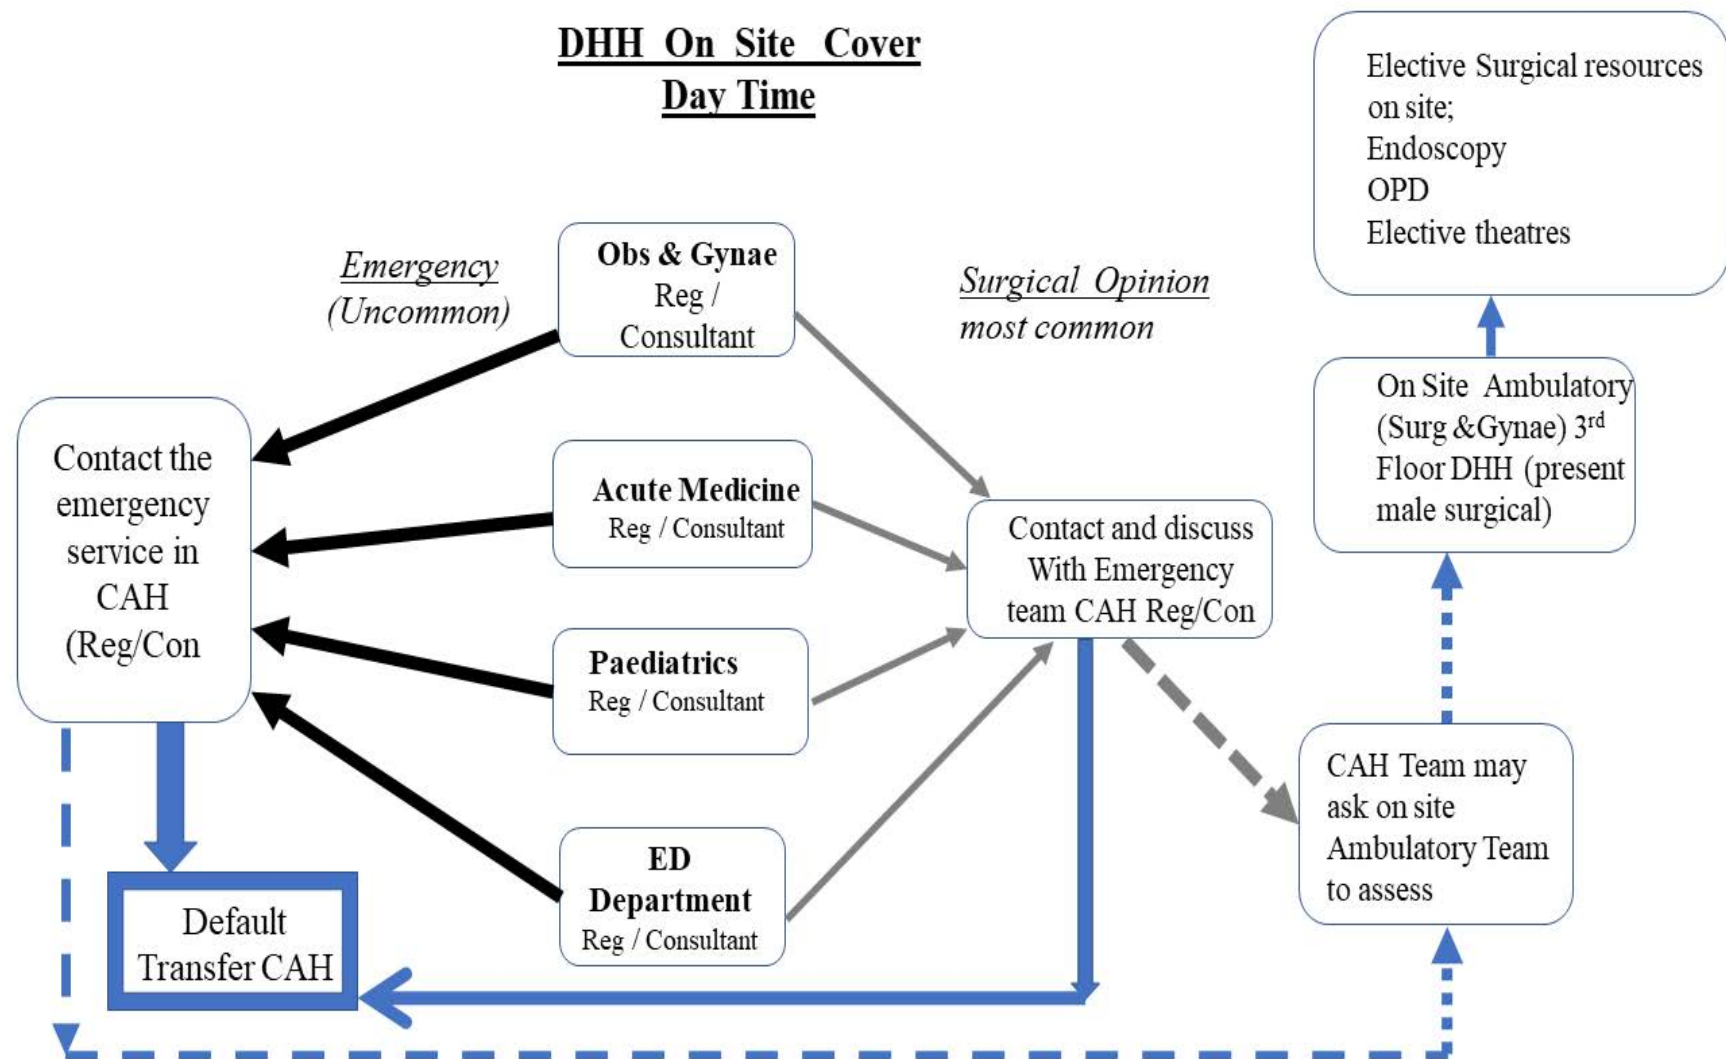 DHH On Site Cover
Day Time
Elective Surgical resources
on site;
Endoscopy
OPD
Elective theatres
Emergency
(Uncommon)
Obs & Gynae
Reg /
Consultant
Surgical Opinion
most common
On Site Ambulatory
(Surg &Gynae) 3rd
Floor DHH (present
male surgical)
Contact the
emergency
service in
CAH
(Reg/Con
Acute Medicine
Reg / Consultant
Contact and discuss
With Emergency
team CAH Reg/Con
Paediatrics
Reg / Consultant
CAH Team may
ask on site
Ambulatory Team
to assess
ED
Department
Reg / Consultant
Default
Transfer CAH